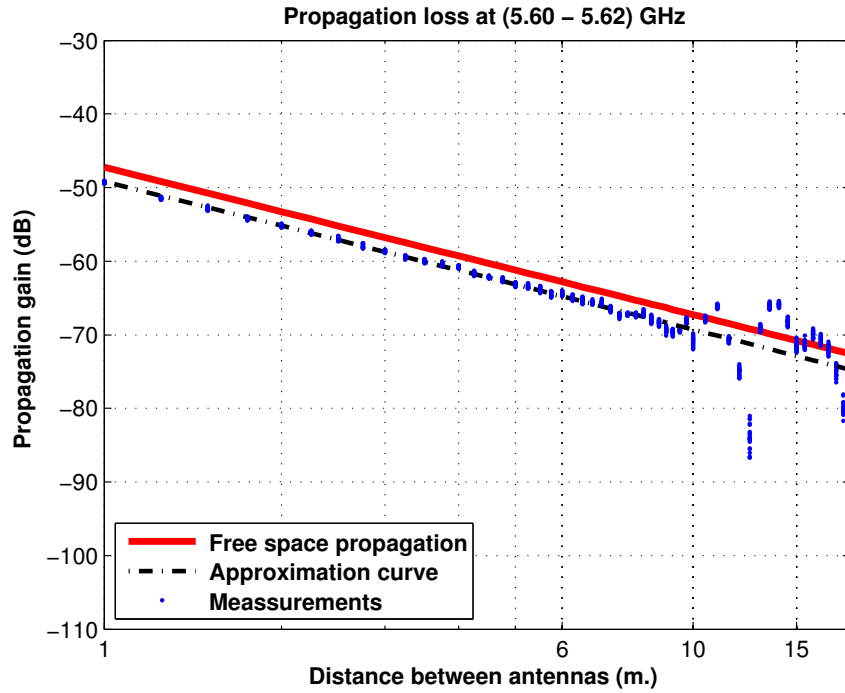 Propagation loss at (5.60 − 5.62) GHz
Propagation gain (dB)
−30
−40
−50
−60
−70
−80
−90
−100
−110
Free space propagation
Approximation curve
Meassurements
1
6
10
15
Distance between antennas (m.)